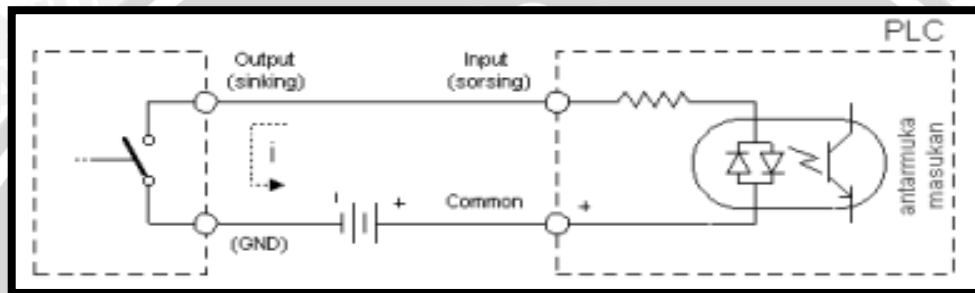 PLC
Output
(sinking)
Input
(sorsing)
i
antarmuka
masukan
+
Common
+
(GND)